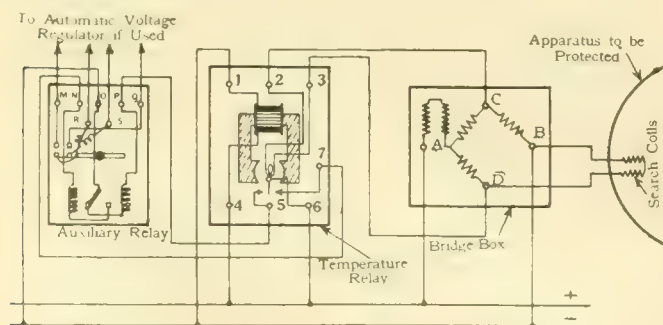 To Automatic Voltage
Regulator if Used
Apparatus to be
Protected
M N O P Q
R S
1 2 3
7
4 5 6
C
A B
D
Search Coils
Auxiliary Relay
Temperature
Relay
Bridge Box
+
−